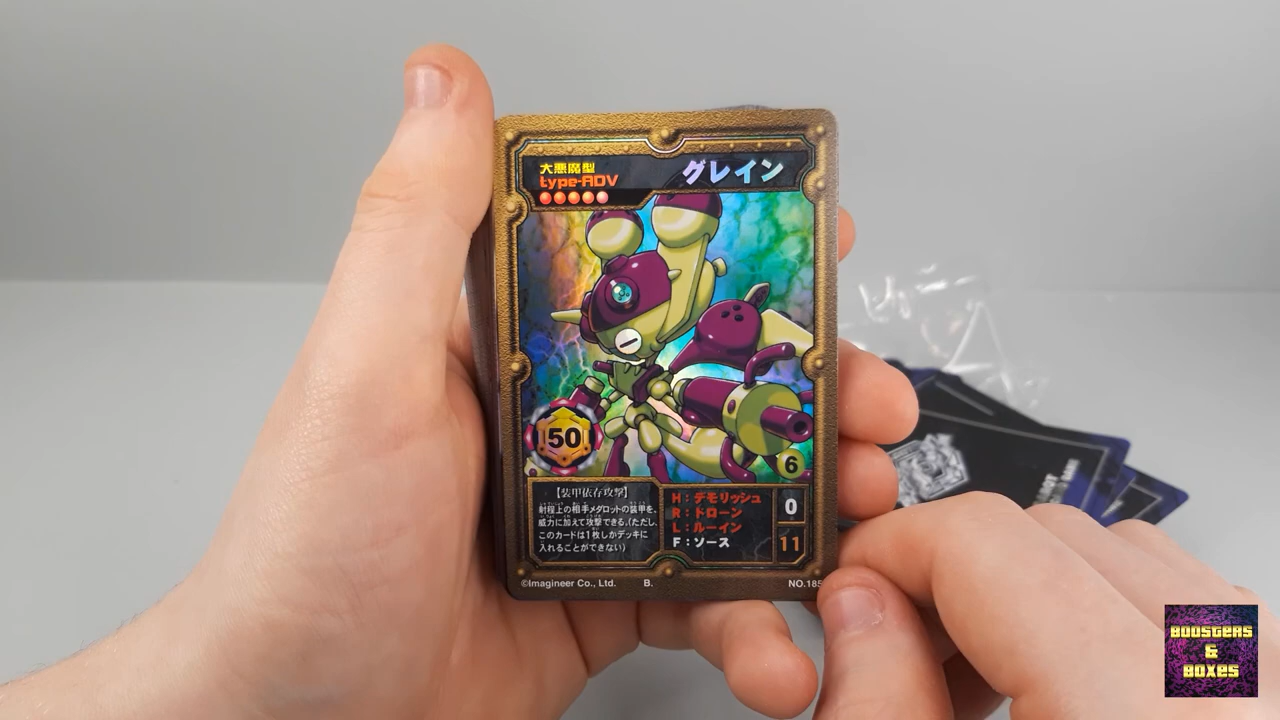 大悪魔型
type-ADV
グレイン
50
6
【装甲依存攻撃】
射程上の相手メダロットの装甲を、
威力に加えて攻撃できる。(ただし、
このカードは1枚しかデッキに
入れることができない)
H：デモリッシュ
R：ドローン
L：ルーイン
F：ソース
0
11
©Imagineer Co., Ltd.
B.
NO.185
BOOSTERS
&
BOXES